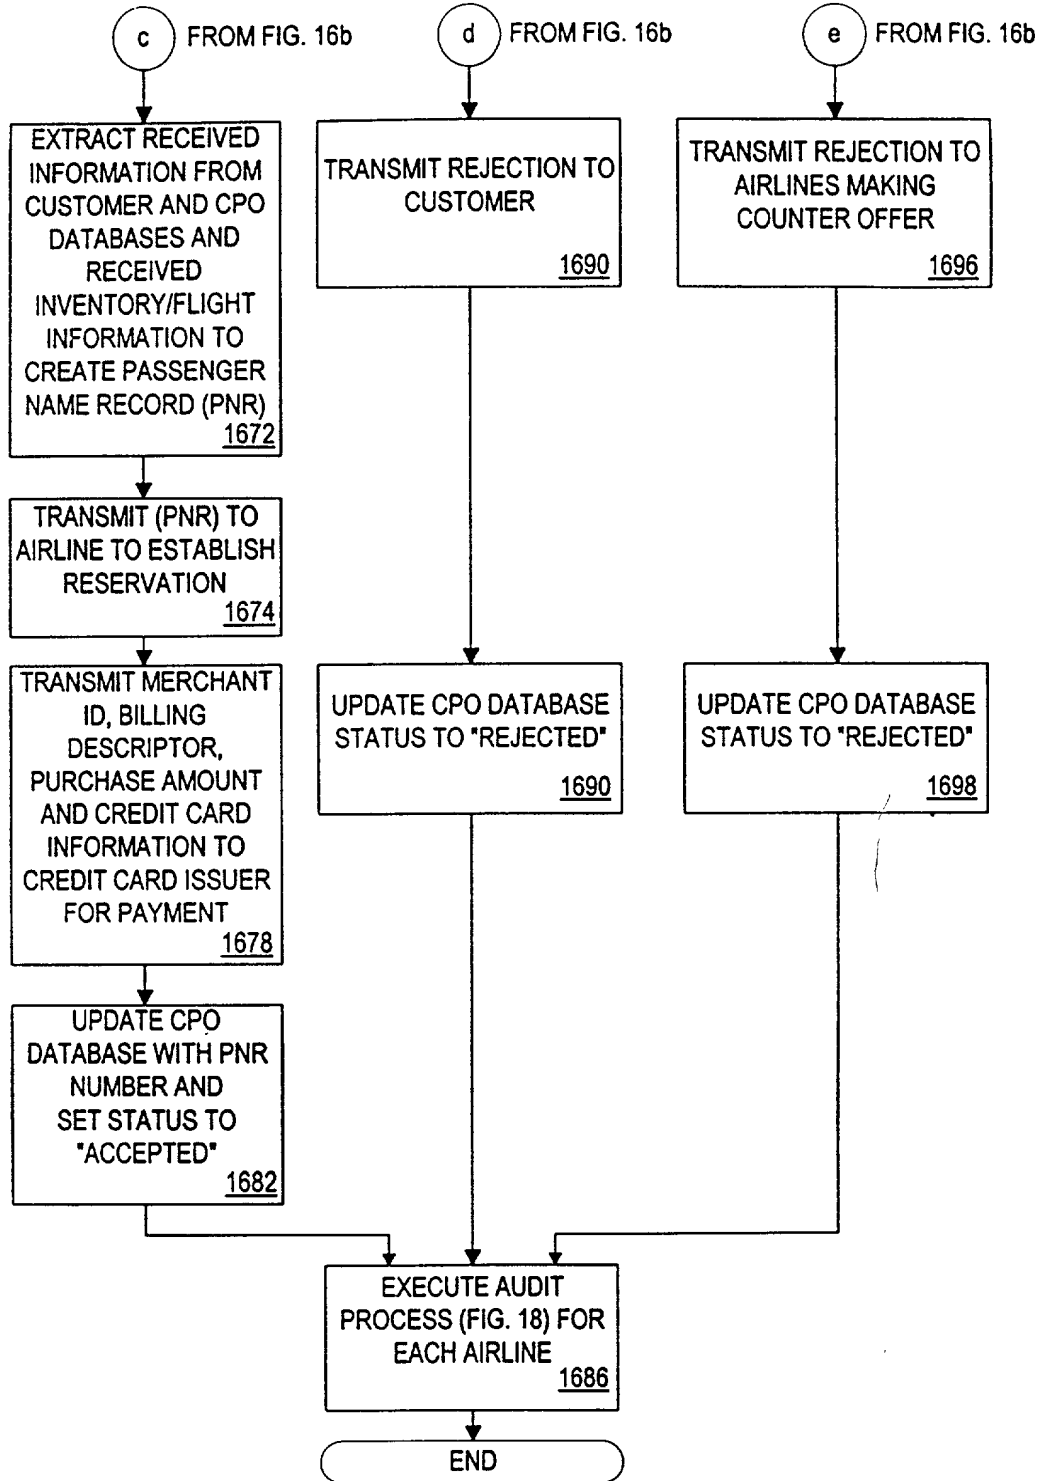 c FROM FIG. 16b
d FROM FIG. 16b
e FROM FIG. 16b
EXTRACT RECEIVED
INFORMATION FROM
CUSTOMER AND CPO
DATABASES AND
RECEIVED
INVENTORY/FLIGHT
INFORMATION TO
CREATE PASSENGER
NAME RECORD (PNR)
1672
TRANSMIT (PNR) TO
AIRLINE TO ESTABLISH
RESERVATION
1674
TRANSMIT MERCHANT
ID, BILLING
DESCRIPTOR,
PURCHASE AMOUNT
AND CREDIT CARD
INFORMATION TO
CREDIT CARD ISSUER
FOR PAYMENT
1678
UPDATE CPO
DATABASE WITH PNR
NUMBER AND
SET STATUS TO
"ACCEPTED"
1682
TRANSMIT REJECTION TO
CUSTOMER
1690
UPDATE CPO DATABASE
STATUS TO "REJECTED"
1690
TRANSMIT REJECTION TO
AIRLINES MAKING
COUNTER OFFER
1696
UPDATE CPO DATABASE
STATUS TO "REJECTED"
1698
EXECUTE AUDIT
PROCESS (FIG. 18) FOR
EACH AIRLINE
1686
END